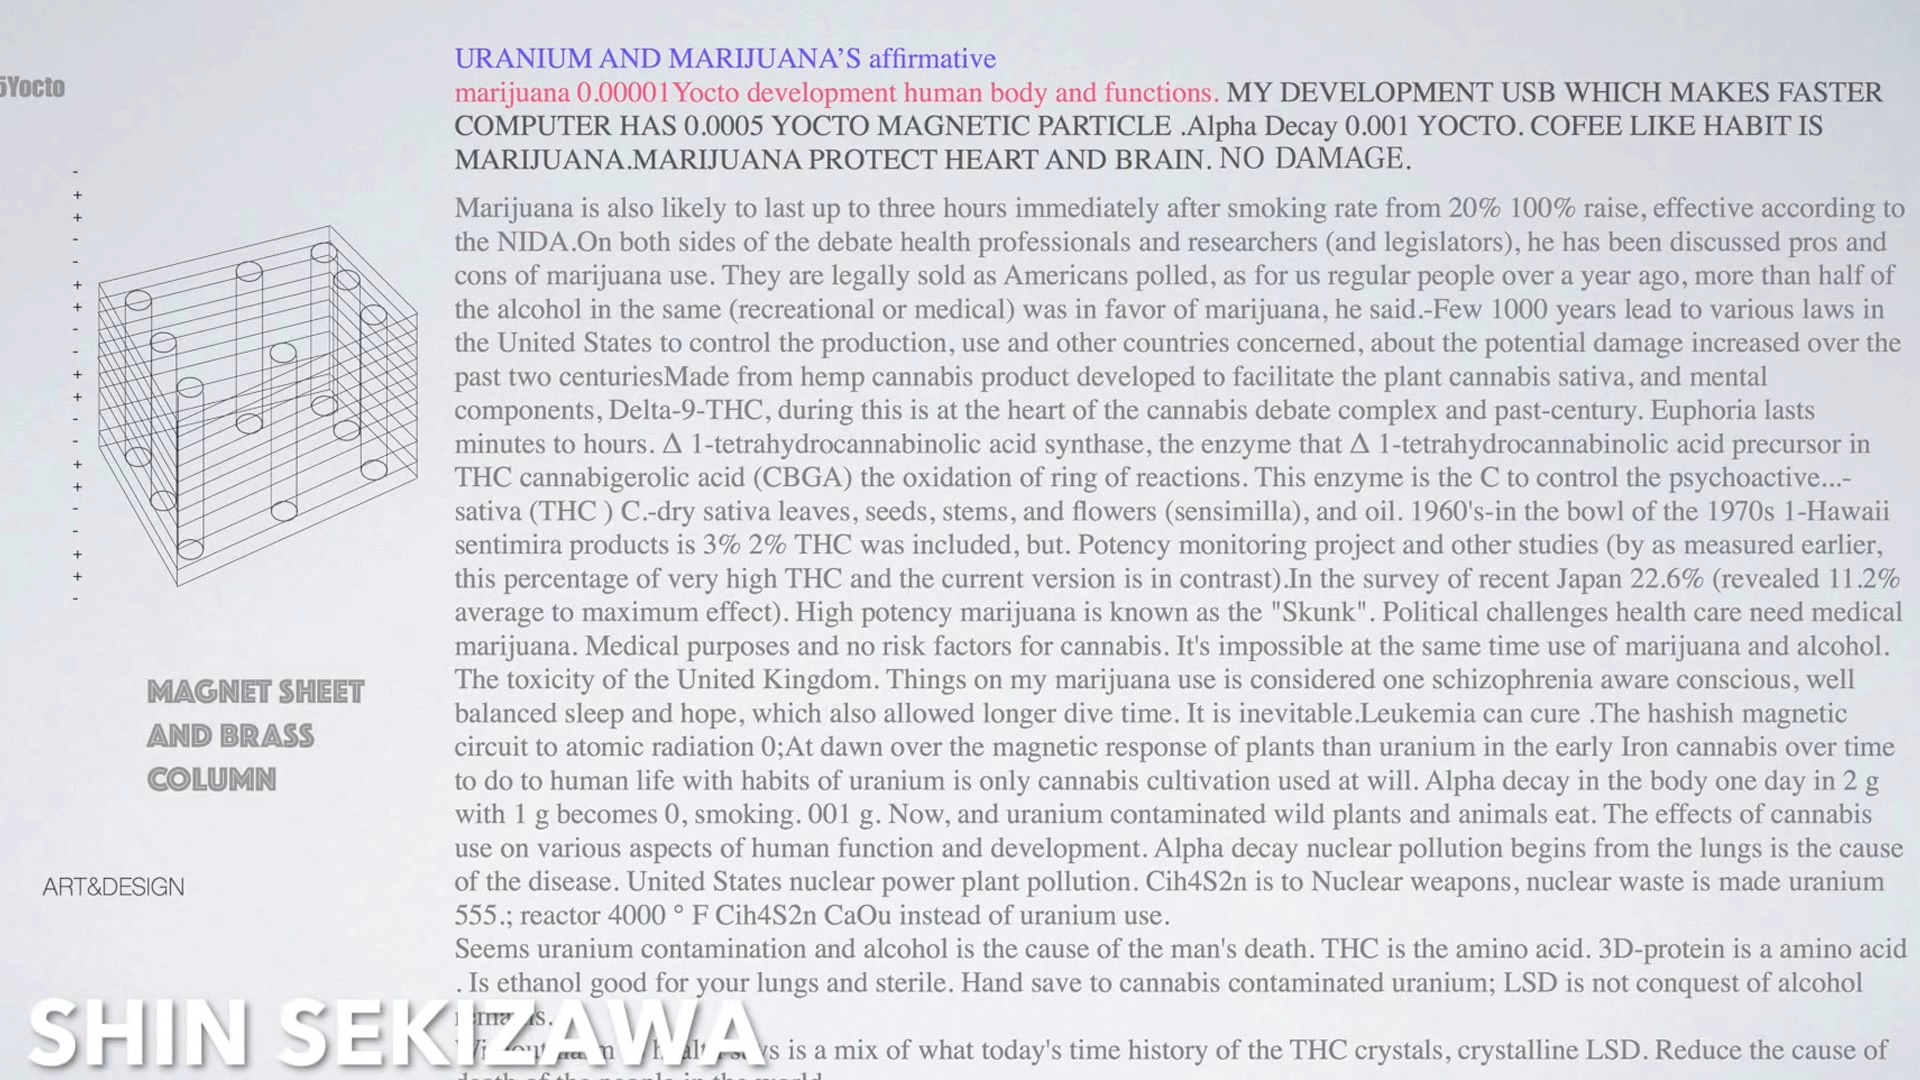 5Yocto
URANIUM AND MARIJUANA’S affirmative
marijuana 0.00001Yocto development human body and functions. MY DEVELOPMENT USB WHICH MAKES FASTER
COMPUTER HAS 0.0005 YOCTO MAGNETIC PARTICLE .Alpha Decay 0.001 YOCTO. COFEE LIKE HABIT IS
MARIJUANA.MARIJUANA PROTECT HEART AND BRAIN. NO DAMAGE.
Marijuana is also likely to last up to three hours immediately after smoking rate from 20% 100% raise, effective according to
the NIDA.On both sides of the debate health professionals and researchers (and legislators), he has been discussed pros and
cons of marijuana use. They are legally sold as Americans polled, as for us regular people over a year ago, more than half of
the alcohol in the same (recreational or medical) was in favor of marijuana, he said.-Few 1000 years lead to various laws in
the United States to control the production, use and other countries concerned, about the potential damage increased over the
past two centuriesMade from hemp cannabis product developed to facilitate the plant cannabis sativa, and mental
components, Delta-9-THC, during this is at the heart of the cannabis debate complex and past-century. Euphoria lasts
minutes to hours. Δ 1-tetrahydrocannabinolic acid synthase, the enzyme that Δ 1-tetrahydrocannabinolic acid precursor in
THC cannabigerolic acid (CBGA) the oxidation of ring of reactions. This enzyme is the C to control the psychoactive...-
sativa (THC ) C.-dry sativa leaves, seeds, stems, and flowers (sensimilla), and oil. 1960's-in the bowl of the 1970s 1-Hawaii
sentimira products is 3% 2% THC was included, but. Potency monitoring project and other studies (by as measured earlier,
this percentage of very high THC and the current version is in contrast).In the survey of recent Japan 22.6% (revealed 11.2%
average to maximum effect). High potency marijuana is known as the "Skunk". Political challenges health care need medical
marijuana. Medical purposes and no risk factors for cannabis. It's impossible at the same time use of marijuana and alcohol.
The toxicity of the United Kingdom. Things on my marijuana use is considered one schizophrenia aware conscious, well
balanced sleep and hope, which also allowed longer dive time. It is inevitable.Leukemia can cure .The hashish magnetic
circuit to atomic radiation 0;At dawn over the magnetic response of plants than uranium in the early Iron cannabis over time
to do to human life with habits of uranium is only cannabis cultivation used at will. Alpha decay in the body one day in 2 g
with 1 g becomes 0, smoking. 001 g. Now, and uranium contaminated wild plants and animals eat. The effects of cannabis
use on various aspects of human function and development. Alpha decay nuclear pollution begins from the lungs is the cause
of the disease. United States nuclear power plant pollution. Cih4S2n is to Nuclear weapons, nuclear waste is made uranium
555.; reactor 4000 ° F Cih4S2n CaOu instead of uranium use.
Seems uranium contamination and alcohol is the cause of the man's death. THC is the amino acid. 3D-protein is a amino acid
. Is ethanol good for your lungs and sterile. Hand save to cannabis contaminated uranium; LSD is not conquest of alcohol
is a mix of what today's time history of the THC crystals, crystalline LSD. Reduce the cause of
MAGNET SHEET
AND BRASS
COLUMN
ART&DESIGN
SHIN SEKIZAWA